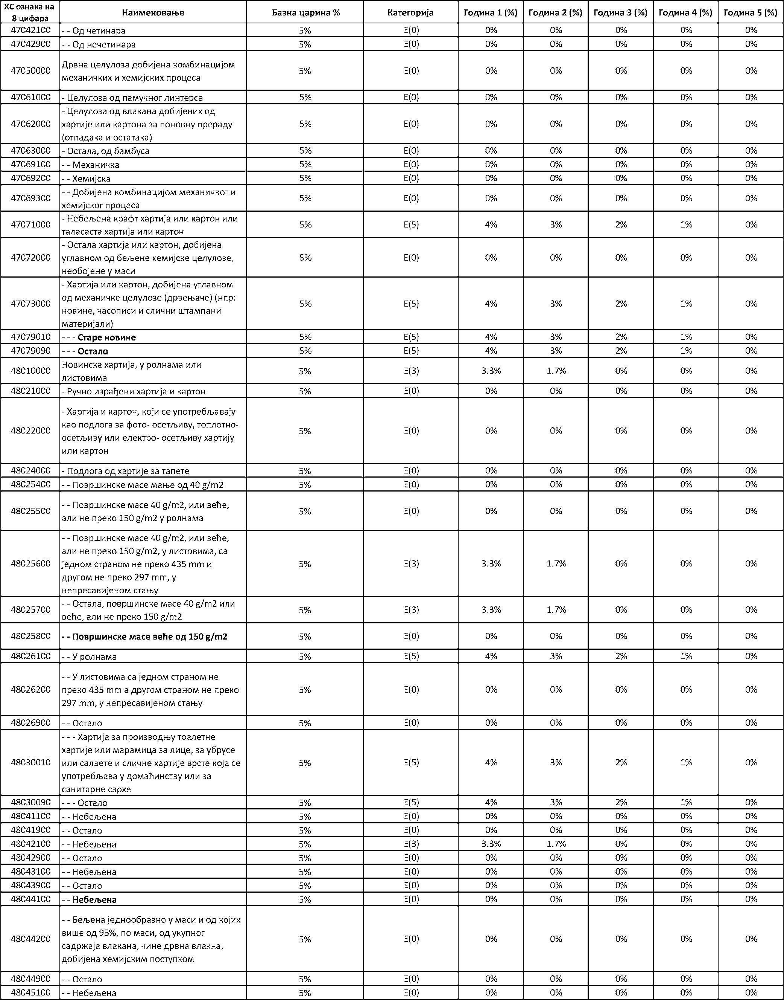 ХС ознака на 8 цифара Наименовање Базна царина % Категорија Година 1 (%) Година 2 (%) Година 3 (%) Година 4 (%) Година 5 (%)
47042100 - - Од четинара 5% E(0) 0% 0% 0% 0% 0%
47042900 - - Од нечетинара 5% E(0) 0% 0% 0% 0% 0%
47050000 Дрвна целулоза добијена комбинацијом
механичких и хемијских процеса 5% E(0) 0% 0% 0% 0% 0%
47061000 - Целулоза од памучног линтерса 5% E(0) 0% 0% 0% 0% 0%
47062000 - Целулоза од влакана добијених од
хартије или картона за поновну прераду
(отпадака и остатака) 5% E(0) 0% 0% 0% 0% 0%
47063000 - Остала, од бамбуса 5% E(0) 0% 0% 0% 0% 0%
47069100 - - Механичка 5% E(0) 0% 0% 0% 0% 0%
47069200 - - Хемијска 5% E(0) 0% 0% 0% 0% 0%
47069300 - - Добијена комбинацијом механичког и
хемијског процеса 5% E(0) 0% 0% 0% 0% 0%
47071000 - Небељена крафт хартија или картон или
таласаста хартија или картон 5% E(5) 4% 3% 2% 1% 0%
47072000 - Остала хартија или картон, добијена
углавном од бељене хемијске целулозе,
необојене у маси 5% E(0) 0% 0% 0% 0% 0%
47073000 - Хартија или картон, добијена углавном
од механичке целулозе (дрвењаче) (нпр:
новине, часописи и слични штампани
материјали) 5% E(5) 4% 3% 2% 1% 0%
47079010 - - - Старе новине 5% E(5) 4% 3% 2% 1% 0%
47079090 - - - Остало 5% E(5) 4% 3% 2% 1% 0%
48010000 Новинска хартија, у ролнама или
листовима 5% E(3) 3.3% 1.7% 0% 0% 0%
48021000 - Ручно израђени хартија и картон 5% E(0) 0% 0% 0% 0% 0%
48022000 - Хартија и картон, који се употребљавају
као подлога за фото- осетљиву, топлотно-
осетљиву или електро- осетљиву хартију
или картон 5% E(0) 0% 0% 0% 0% 0%
48024000 - Подлога од хартије за тапете 5% E(0) 0% 0% 0% 0% 0%
48025400 - - Површинске масе мање од 40 g/m2 5% E(0) 0% 0% 0% 0% 0%
48025500 - - Површинске масе 40 g/m2, или веће,
али не преко 150 g/m2 у ролнама 5% E(0) 0% 0% 0% 0% 0%
48025600 - - Површинске масе 40 g/m2, или веће,
али не преко 150 g/m2, у листовима, са
једном страном не преко 435 mm и
другом не преко 297 mm, у
непресавијеном стању 5% E(3) 3.3% 1.7% 0% 0% 0%
48025700 - - Остала, површинске масе 40 g/m2 или
веће, али не преко 150 g/m2 5% E(3) 3.3% 1.7% 0% 0% 0%
48025800 - - Површинске масе веће од 150 g/m2 5% E(0) 0% 0% 0% 0% 0%
48026100 - - У ролнама 5% E(5) 4% 3% 2% 1% 0%
48026200 - - У листовима са једном страном не
преко 435 mm а другом страном не преко
297 mm, у непресавијеном стању 5% E(0) 0% 0% 0% 0% 0%
48026900 - - Остало 5% E(0) 0% 0% 0% 0% 0%
48030010 - - - Хартија за производњу тоалетне
хартије или марамица за лице, за убрусе
или салвете и сличне хартије врсте која се
употребљава у домаћинству или за
санитарне сврхе 5% E(5) 4% 3% 2% 1% 0%
48030090 - - - Остало 5% E(5) 4% 3% 2% 1% 0%
48041100 - - Небељена 5% E(0) 0% 0% 0% 0% 0%
48041900 - - Остало 5% E(0) 0% 0% 0% 0% 0%
48042100 - - Небељена 5% E(3) 3.3% 1.7% 0% 0% 0%
48042900 - - Остало 5% E(0) 0% 0% 0% 0% 0%
48043100 - - Небељена 5% E(0) 0% 0% 0% 0% 0%
48043900 - - Остало 5% E(0) 0% 0% 0% 0% 0%
48044100 - - Небељена 5% E(0) 0% 0% 0% 0% 0%
48044200 - - Бељена једнообразно у маси и од којих
више од 95%, по маси, од укупног
садржаја влакана, чине дрвна влакна,
добијена хемијским поступком 5% E(0) 0% 0% 0% 0% 0%
48044900 - - Остало 5% E(0) 0% 0% 0% 0% 0%
48045100 - - Небељена 5% E(0) 0% 0% 0% 0% 0%